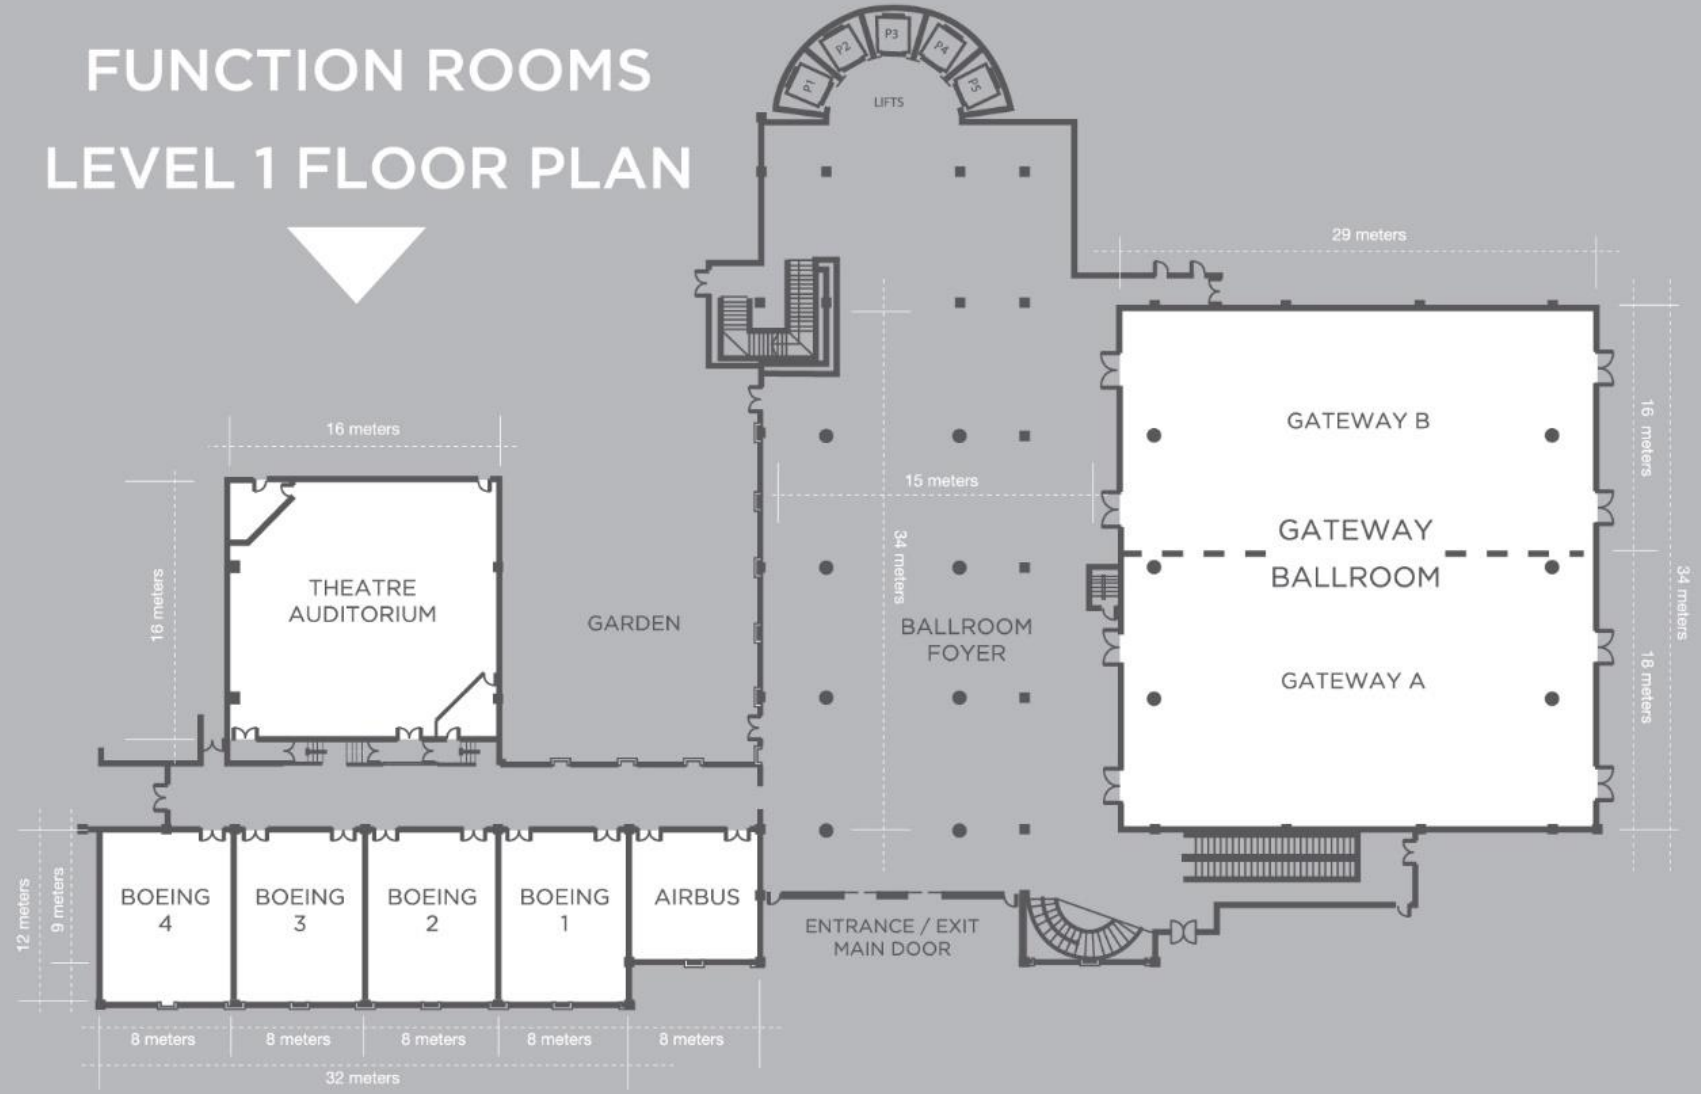 FUNCTION ROOMS
LEVEL 1 FLOOR PLAN
P1
P2
P3
P4
P5
LIFTS
29 meters
16 meters
16 meters
THEATRE
AUDITORIUM
GARDEN
15 meters
34 meters
BALLROOM
FOYER
GATEWAY B
GATEWAY
BALLROOM
GATEWAY A
16 meters
18 meters
34 meters
12 meters
9 meters
BOEING
4
BOEING
3
BOEING
2
BOEING
1
AIRBUS
ENTRANCE / EXIT
MAIN DOOR
8 meters
8 meters
8 meters
8 meters
8 meters
32 meters